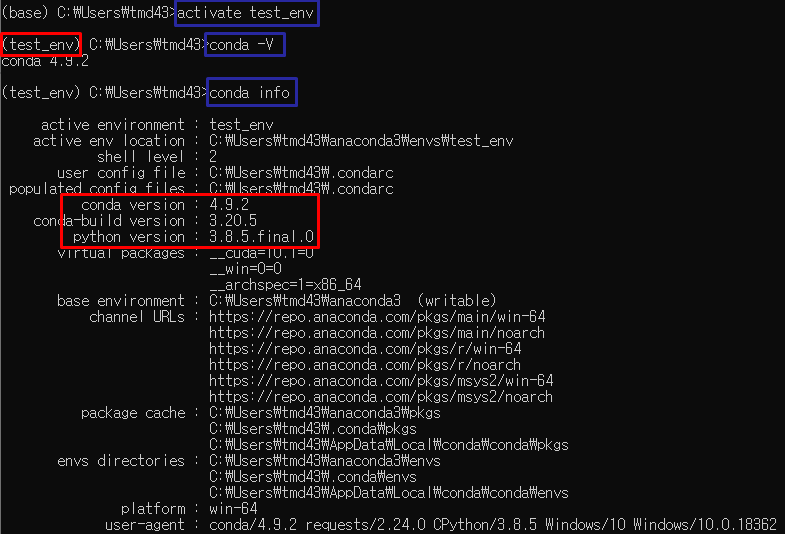 (base) C:₩Users₩tmd43>activate test_env
(test_env) C:₩Users₩tmd43>conda -V
conda 4.9.2
(test_env) C:₩Users₩tmd43>conda info
active environment : test_env
active env location : C:₩Users₩tmd43₩anaconda3₩envs₩test_env
shell level : 2
user config file : C:₩Users₩tmd43₩.condarc
populated config files : C:₩Users₩tmd43₩.condarc
conda version : 4.9.2
conda-build version : 3.20.5
python version : 3.8.5.final.0
virtual packages : __cuda=10.1=0
__win=0=0
__archspec=1=x86_64
base environment : C:₩Users₩tmd43₩anaconda3  (writable)
channel URLs : https://repo.anaconda.com/pkgs/main/win-64
https://repo.anaconda.com/pkgs/main/noarch
https://repo.anaconda.com/pkgs/r/win-64
https://repo.anaconda.com/pkgs/r/noarch
https://repo.anaconda.com/pkgs/msys2/win-64
https://repo.anaconda.com/pkgs/msys2/noarch
package cache : C:₩Users₩tmd43₩anaconda3₩pkgs
C:₩Users₩tmd43₩.conda₩pkgs
C:₩Users₩tmd43₩AppData₩Local₩conda₩conda₩pkgs
envs directories : C:₩Users₩tmd43₩anaconda3₩envs
C:₩Users₩tmd43₩.conda₩envs
C:₩Users₩tmd43₩AppData₩Local₩conda₩conda₩envs
platform : win-64
user-agent : conda/4.9.2 requests/2.24.0 CPython/3.8.5 Windows/10 Windows/10.0.18362